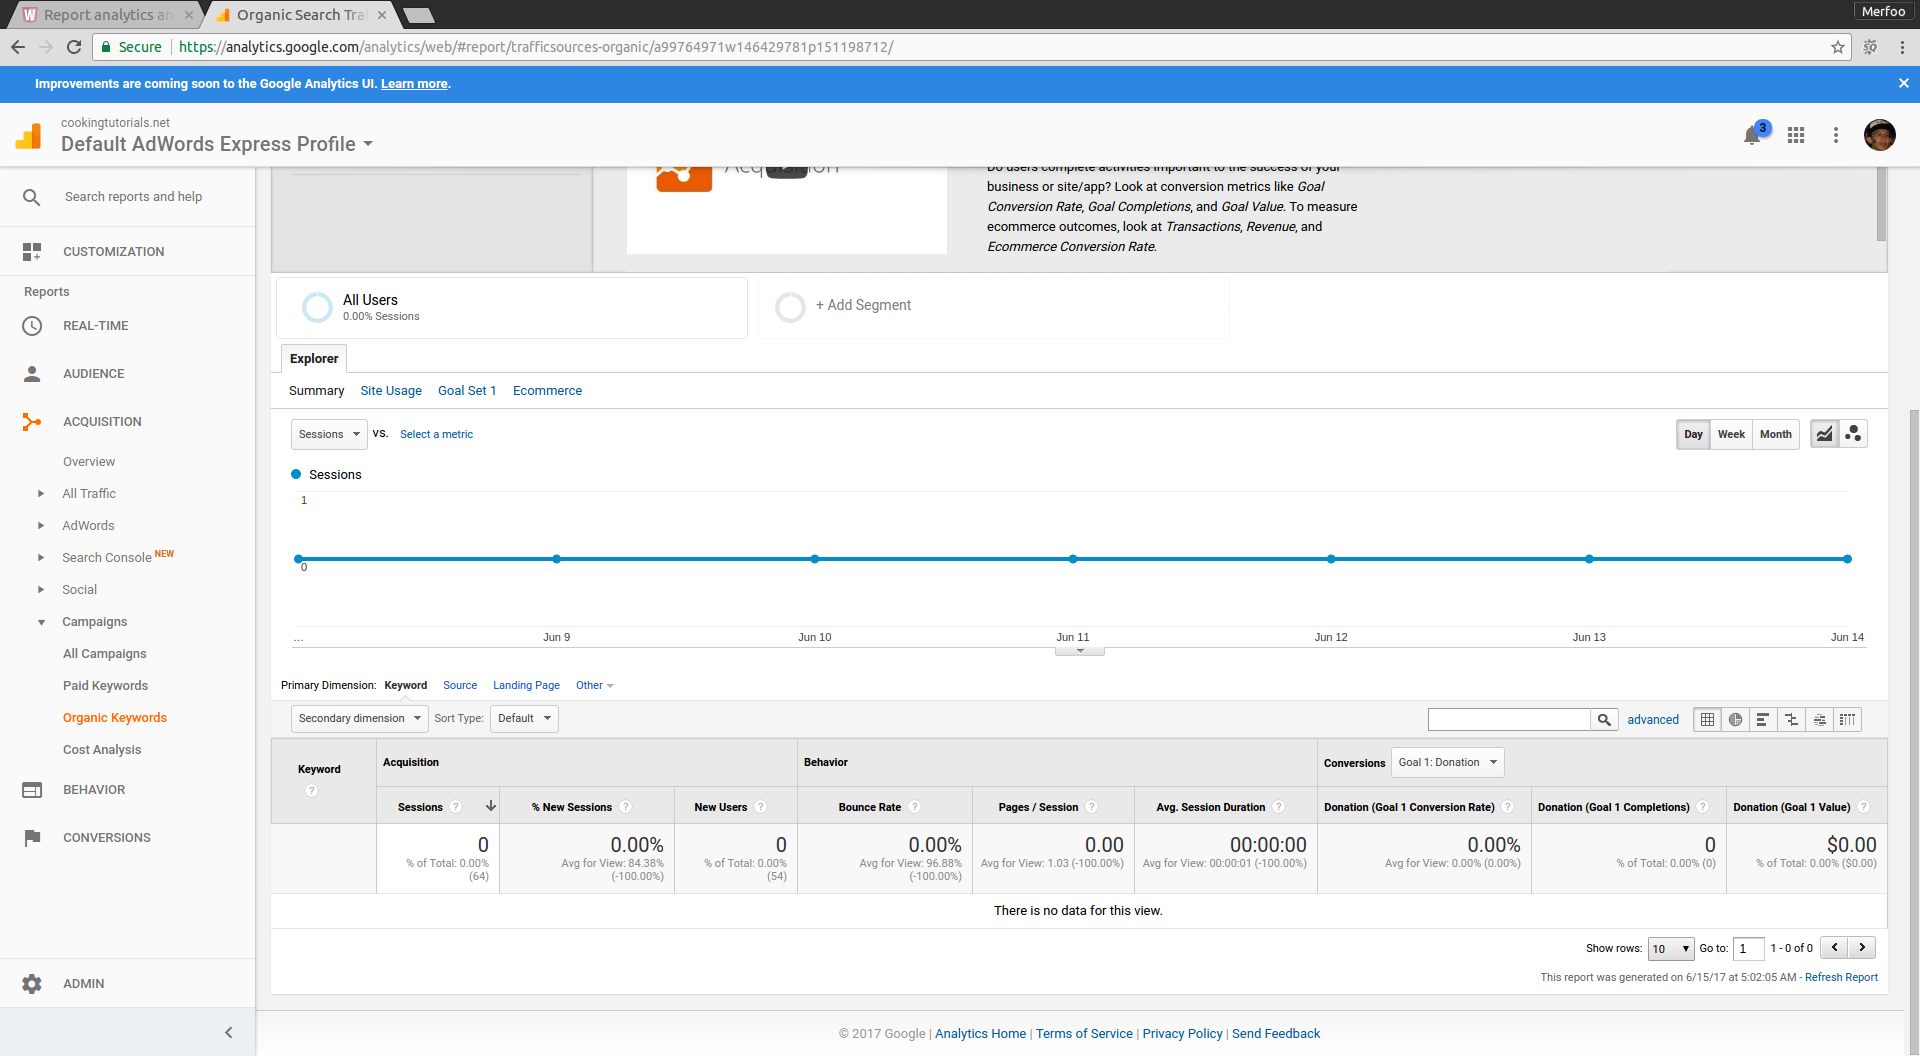 Report analytics an
Organic Search Tra
Merfoo
Secure
https://analytics.google.com/analytics/web/#report/trafficsources-organic/a99764971w146429781p151198712/
Improvements are coming soon to the Google Analytics UI. Learn more.
cookingtutorials.net
Default AdWords Express Profile
3
Search reports and help
CUSTOMIZATION
Reports
REAL-TIME
AUDIENCE
ACQUISITION
Overview
All Traffic
AdWords
Search Console NEW
Social
Campaigns
All Campaigns
Paid Keywords
Organic Keywords
Cost Analysis
BEHAVIOR
CONVERSIONS
ADMIN
Do users complete activities important to the success of your
business or site/app? Look at conversion metrics like Goal
Conversion Rate, Goal Completions, and Goal Value. To measure
ecommerce outcomes, look at Transactions, Revenue, and
Ecommerce Conversion Rate.
All Users
0.00% Sessions
+ Add Segment
Explorer
Summary Site Usage Goal Set 1 Ecommerce
Sessions VS. Select a metric
Day Week Month
Sessions
1
0
... Jun 9 Jun 10 Jun 11 Jun 12 Jun 13 Jun 14
Primary Dimension: Keyword Source Landing Page Other
Secondary dimension Sort Type: Default
advanced
Keyword ?
Acquisition Behavior Conversions Goal 1: Donation
Sessions ? % New Sessions ? New Users ? Bounce Rate ? Pages / Session ? Avg. Session Duration ? Donation (Goal 1 Conversion Rate) ? Donation (Goal 1 Completions) ? Donation (Goal 1 Value) ?
0 0.00% 0 0.00% 0.00 00:00:00 0.00% 0 $0.00
% of Total: 0.00% Avg for View: 84.38% % of Total: 0.00% Avg for View: 96.88% Avg for View: 1.03 (-100.00%) Avg for View: 00:00:01 (-100.00%) Avg for View: 0.00% (0.00%) % of Total: 0.00% (0) % of Total: 0.00% ($0.00)
(64) (-100.00%) (54) (-100.00%)
There is no data for this view.
Show rows: 10 Go to: 1 1 - 0 of 0
This report was generated on 6/15/17 at 5:02:05 AM - Refresh Report
© 2017 Google | Analytics Home | Terms of Service | Privacy Policy | Send Feedback